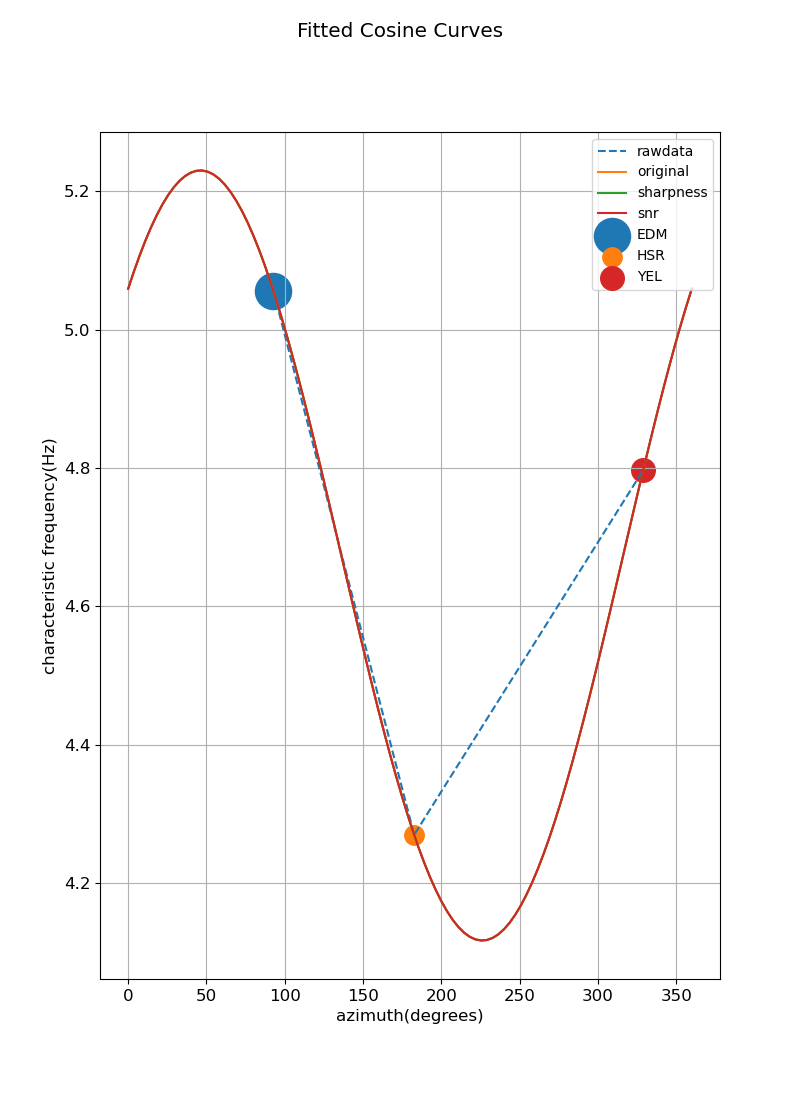 Fitted Cosine Curves
rawdata
original
sharpness
snr
EDM
HSR
YEL
characteristic frequency(Hz)
5.2
5.0
4.8
4.6
4.4
4.2
0 50 100 150 200 250 300 350
azimuth(degrees)